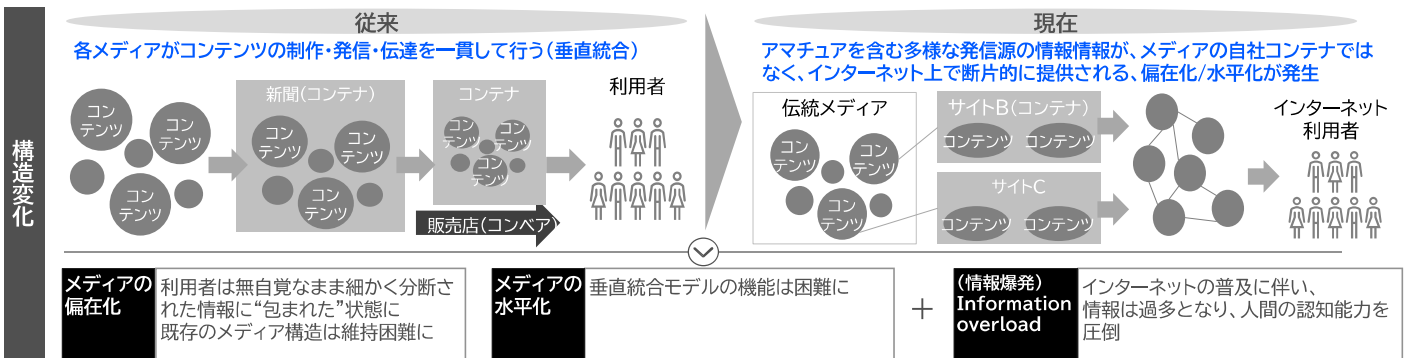 構造変化
従来
各メディアがコンテンツの制作・発信・伝達を一貫して行う(垂直統合)
コン
テンツ
コン
テンツ
コン
テンツ
新聞(コンテナ)
コン
テンツ
コン
テンツ
コン
テンツ
コンテナ
コン
テンツ
コン
テンツ
コン
テンツ
販売店(コンベア)
利用者
現在
アマチュアを含む多様な発信源の情報情報が、メディアの自社コンテナでは
なく、インターネット上で断片的に提供される、偏在化/水平化が発生
伝統メディア
コン
テンツ
コン
テンツ
コン
テンツ
サイトB(コンテナ)
コンテンツ
コンテンツ
サイトC
コンテンツ
コンテンツ
インターネット
利用者
メディアの
偏在化
利用者は無自覚なまま細かく分断さ
れた情報に“包まれた”状態に
既存のメディア構造は維持困難に
メディアの
水平化
垂直統合モデルの機能は困難に
+
(情報爆発)
Information
overload
インターネットの普及に伴い、
情報は過多となり、人間の認知能力を
圧倒